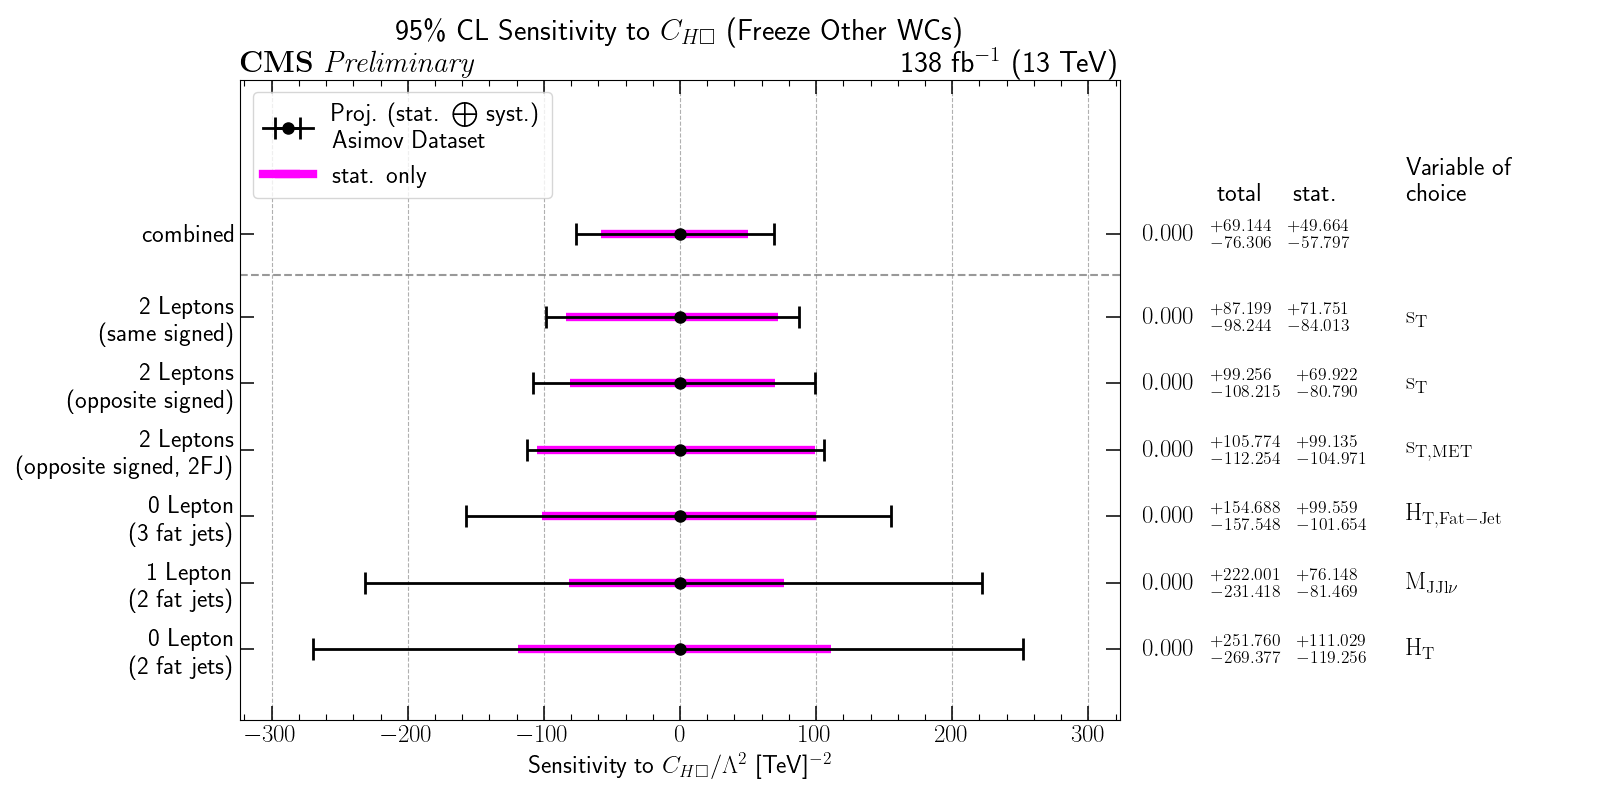 95% CL Sensitivity to C_{H□} (Freeze Other WCs)
CMS Preliminary
138 fb⁻¹ (13 TeV)
Proj. (stat. ⊕ syst.)
Asimov Dataset
stat. only
total stat.
Variable of
choice
combined
0.000 +69.144 −76.306 +49.664 −57.797
2 Leptons
(same signed)
0.000 +87.199 −98.244 +71.751 −84.013 s_T
2 Leptons
(opposite signed)
0.000 +99.256 −108.215 +69.922 −80.790 s_T
2 Leptons
(opposite signed, 2FJ)
0.000 +105.774 −112.254 +99.135 −104.971 s_{T,MET}
0 Lepton
(3 fat jets)
0.000 +154.688 −157.548 +99.559 −101.654 H_{T,Fat−Jet}
1 Lepton
(2 fat jets)
0.000 +222.001 −231.418 +76.148 −81.469 M_{JJlν}
0 Lepton
(2 fat jets)
0.000 +251.760 −269.377 +111.029 −119.256 H_T
−300 −200 −100 0 100 200 300
Sensitivity to C_{H□}/Λ² [TeV]⁻²